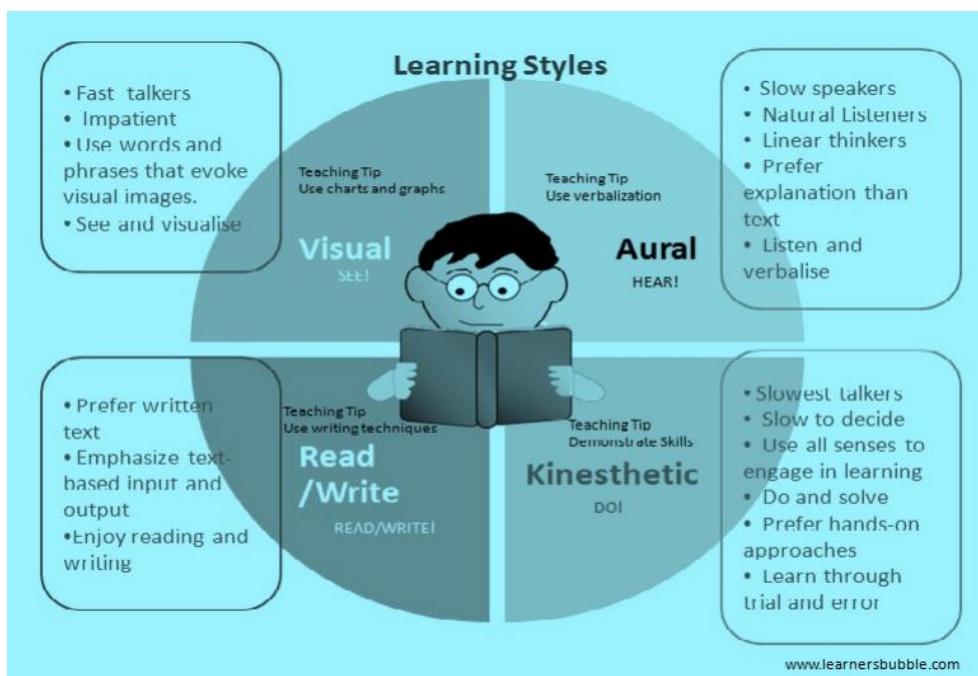 Learning Styles
• Fast talkers
• Impatient
• Use words and
phrases that evoke
visual images.
• See and visualise
Teaching Tip
Use charts and graphs
Visual
SEE!
Teaching Tip
Use verbalization
Aural
HEAR!
• Slow speakers
• Natural Listeners
• Linear thinkers
• Prefer
explanation than
text
• Listen and
verbalise
• Prefer written
text
• Emphasize text-
based input and
output
•Enjoy reading and
writing
Teaching Tip
Use writing techniques
Read
/Write
READ/WRITE!
Teaching Tip
Demonstrate Skills
Kinesthetic
DO!
• Slowest talkers
• Slow to decide
• Use all senses to
engage in learning
• Do and solve
• Prefer hands-on
approaches
• Learn through
trial and error
www.learnersbubble.com